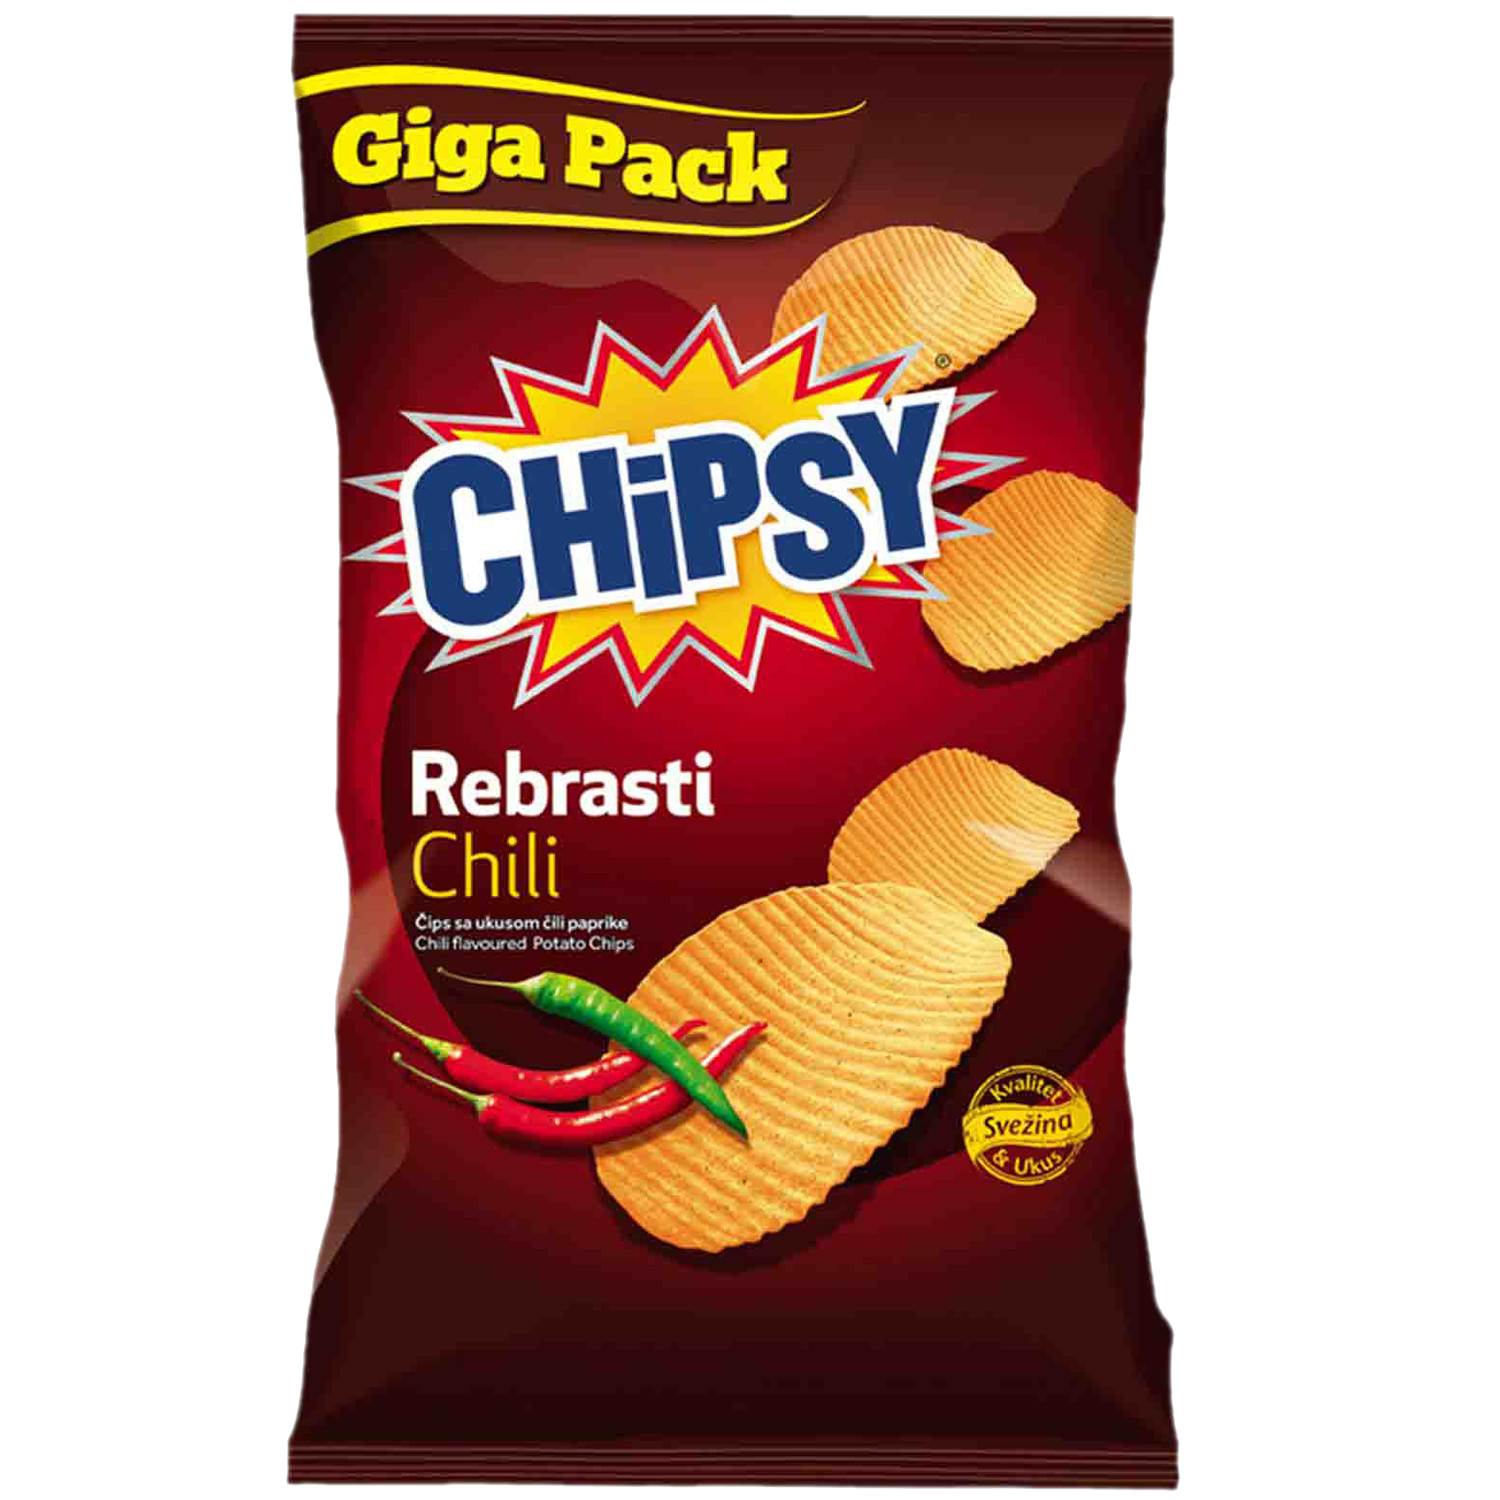 Giga Pack
CHiPSY
®
Rebrasti
Chili
Čips sa ukusom čili paprike
Chili flavoured Potato Chips
Kvalitet
Svežina
& Ukus